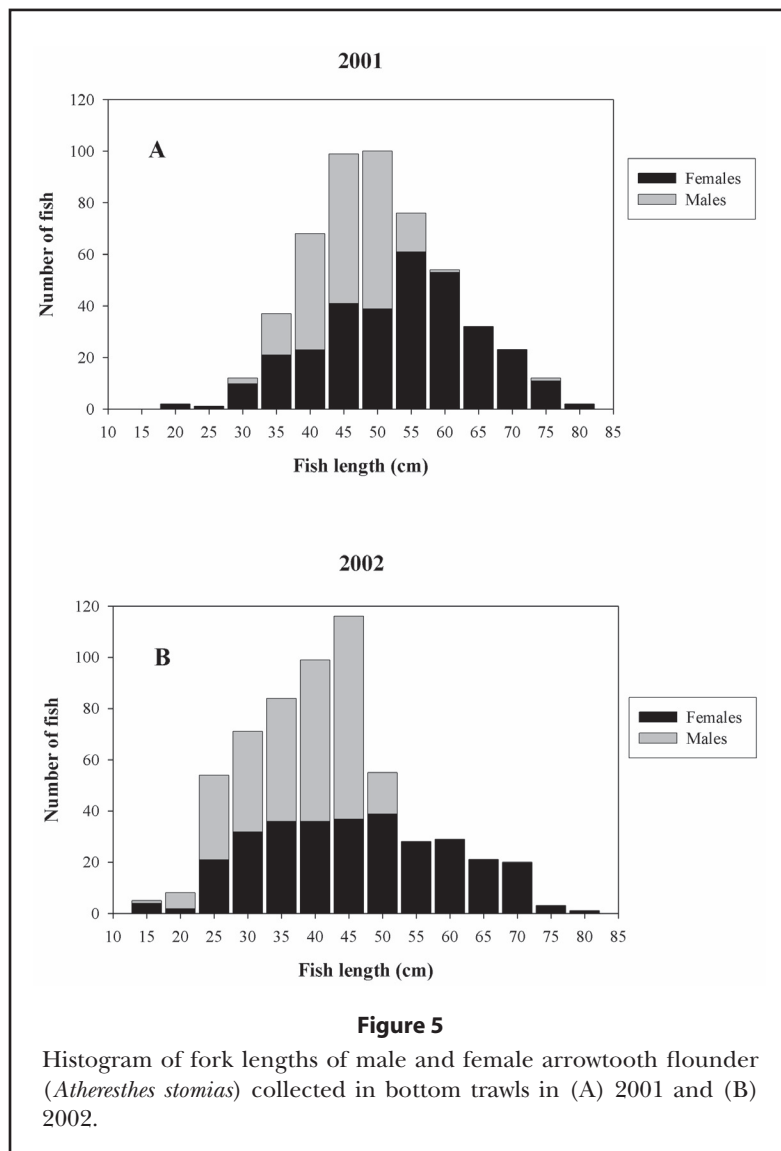 2001
A
Number of fish
120
100
80
60
40
20
0
10 15 20 25 30 35 40 45 50 55 60 65 70 75 80 85
Fish length (cm)
Females
Males
2002
B
Number of fish
120
100
80
60
40
20
0
10 15 20 25 30 35 40 45 50 55 60 65 70 75 80 85
Fish length (cm)
Females
Males
Figure 5
Histogram of fork lengths of male and female arrowtooth flounder
(Atheresthes stomias) collected in bottom trawls in (A) 2001 and (B)
2002.